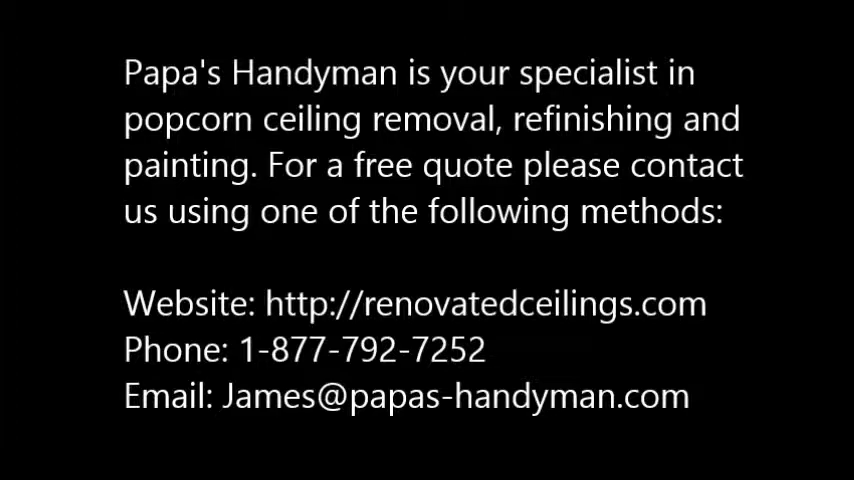 Papa's Handyman is your specialist in
popcorn ceiling removal, refinishing and
painting. For a free quote please contact
us using one of the following methods:
Website: http://renovatedceilings.com
Phone: 1-877-792-7252
Email: James@papas-handyman.com